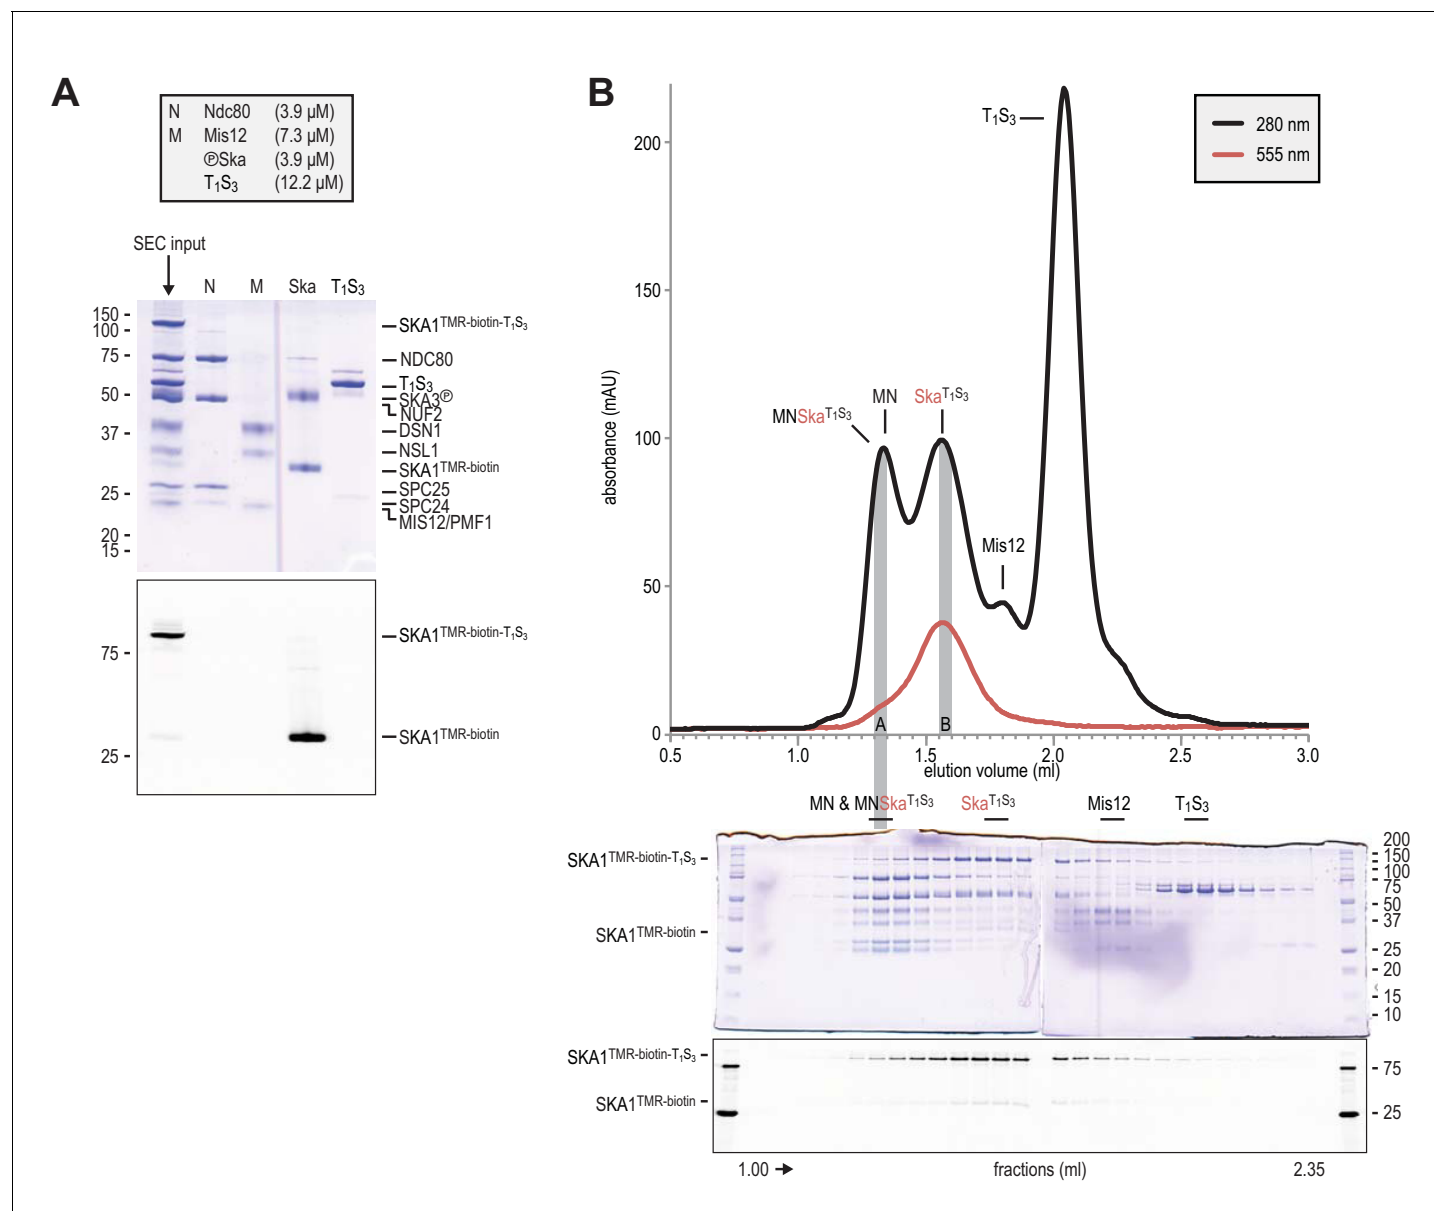 A
N Ndc80 (3.9 µM)
M Mis12 (7.3 µM)
ⓅSka (3.9 µM)
T₁S₃ (12.2 µM)
SEC input
N M Ska T₁S₃
150
100
75
50
37
25
20
15
SKA1TMR-biotin-T₁S₃
NDC80
T₁S₃
SKA3Ⓟ
NUF2
DSN1
NSL1
SKA1TMR-biotin
SPC25
SPC24
MIS12/PMF1
75
25
SKA1TMR-biotin-T₁S₃
SKA1TMR-biotin
B
280 nm
555 nm
absorbance (mAU)
200
150
100
50
0
T₁S₃
MNSkaT₁S₃
MN
SkaT₁S₃
Mis12
A B
0.5 1.0 1.5 2.0 2.5 3.0
elution volume (ml)
MN & MNSkaT₁S₃ SkaT₁S₃ Mis12 T₁S₃
SKA1TMR-biotin-T₁S₃
SKA1TMR-biotin
200
150
100
75
50
37
25
20
15
10
SKA1TMR-biotin-T₁S₃
SKA1TMR-biotin
75
25
1.00 → fractions (ml) 2.35